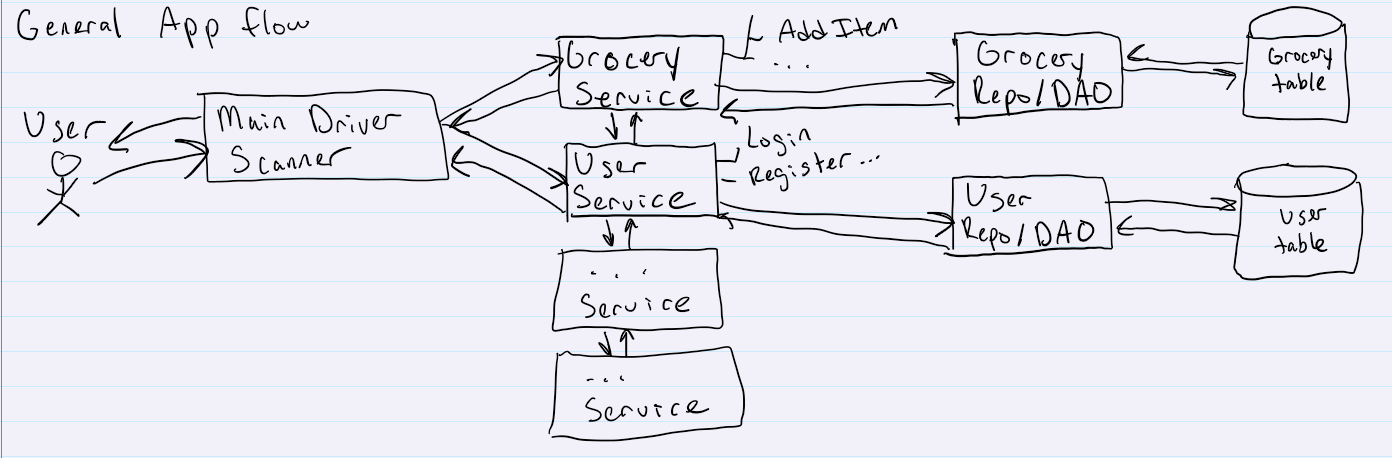 General App flow
User
Main Driver
Scanner
Grocery
Service
Add Item
...
Grocery
Repo/DAO
Grocery
table
User
Service
Login
Register...
User
Repo/DAO
User
table
...
Service
...
Service